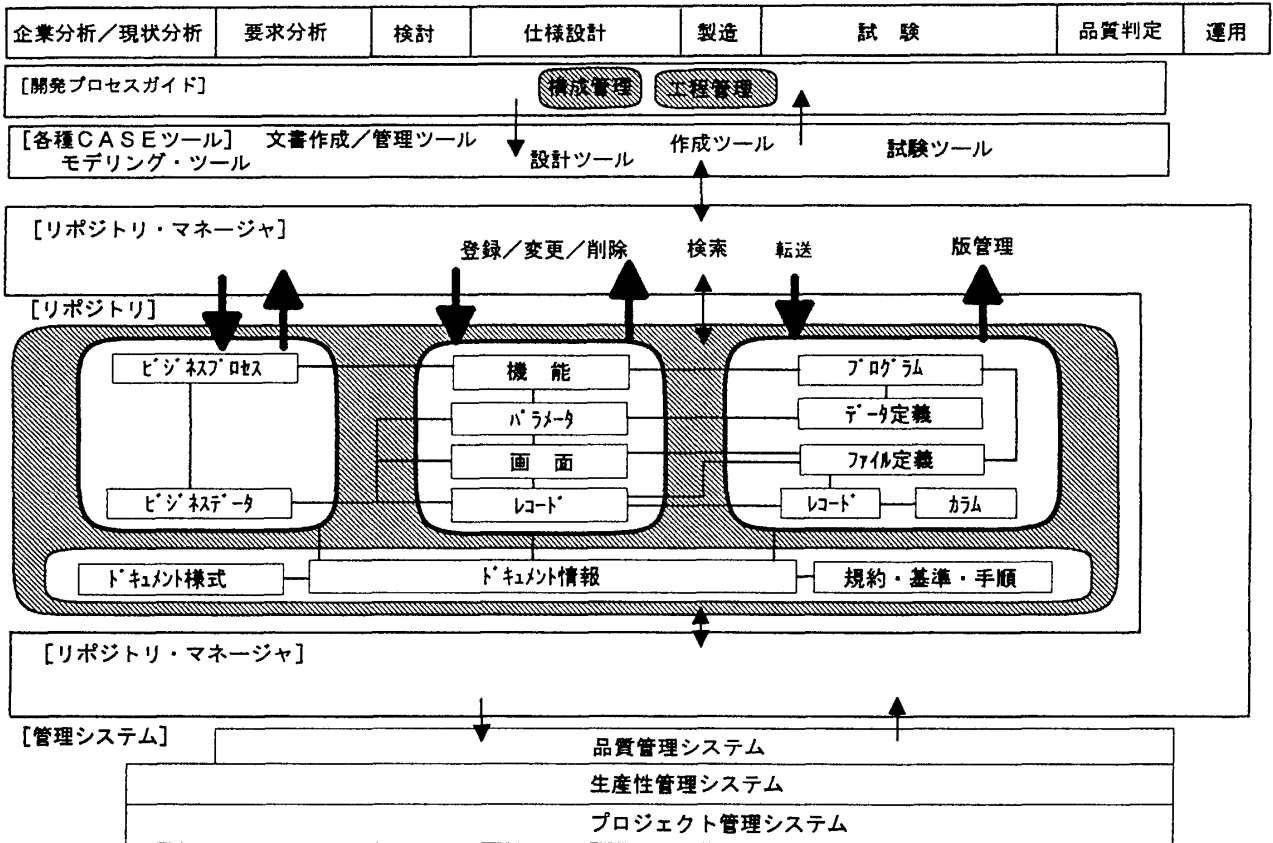 企業分析／現状分析 要求分析 検討 仕様設計 製造 試 験 品質判定 運用
［開発プロセスガイド］ 構成管理 工程管理
［各種ＣＡＳＥツール］ 文書作成／管理ツール 作成ツール 試験ツール
モデリング・ツール 設計ツール
［リポジトリ・マネージャ］
登録／変更／削除 検索 転送 版管理
［リポジトリ］
ﾋﾞｼﾞﾈｽﾌﾟﾛｾｽ 機 能 ﾌﾟﾛｸﾞﾗﾑ
ﾊﾟﾗﾒｰﾀ ﾃﾞｰﾀ定義
画 面 ﾌｧｲﾙ定義
ﾋﾞｼﾞﾈｽﾃﾞｰﾀ ﾚｺｰﾄﾞ ﾚｺｰﾄﾞ ｶﾗﾑ
ﾄﾞｷｭﾒﾝﾄ様式 ﾄﾞｷｭﾒﾝﾄ情報 規約・基準・手順
［リポジトリ・マネージャ］
［管理システム］
品質管理システム
生産性管理システム
プロジェクト管理システム